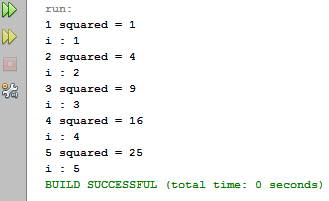 run:
1 squared = 1
i : 1
2 squared = 4
i : 2
3 squared = 9
i : 3
4 squared = 16
i : 4
5 squared = 25
i : 5
BUILD SUCCESSFUL (total time: 0 seconds)